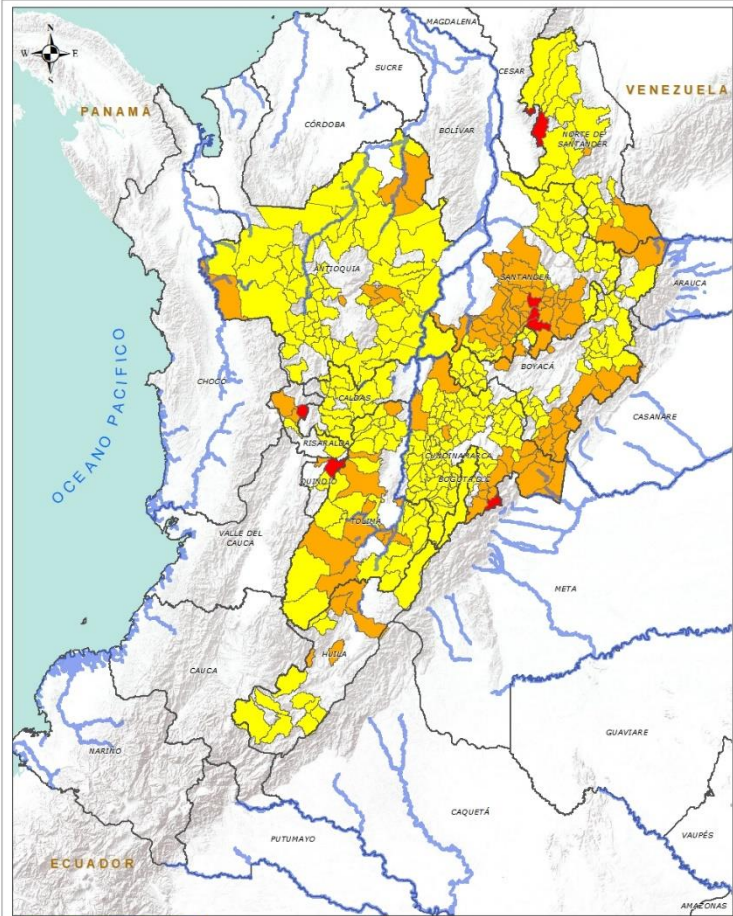 MAGDALENA
N
W E
S
SUCRE
CESAR
VENEZUELA
PANAMÁ
CÓRDOBA
BOLÍVAR
NORTE DE
SANTANDER
ANTIOQUIA
SANTANDER
ARAUCA
BOYACÁ
CHOCÓ
CALDAS
CASANARE
OCEANO PACIFICO
RISARALDA
CUNDINAMARCA
QUINDIO
BOGOTÁ D.C.
TOLIMA
VALLE DEL
CAUCA
META
HUILA
CAUCA
GUAVIARE
NARIÑO
CAQUETÁ
PUTUMAYO
VAUPÉS
ECUADOR
AMAZONAS